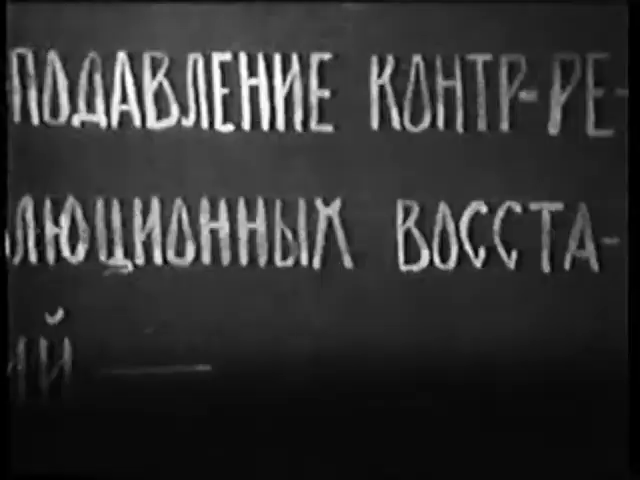 ПОДАВЛЕНИЕ КОНТР-РЕ-
ЛЮЦИОННЫХ ВОССТА-
ИЙ —